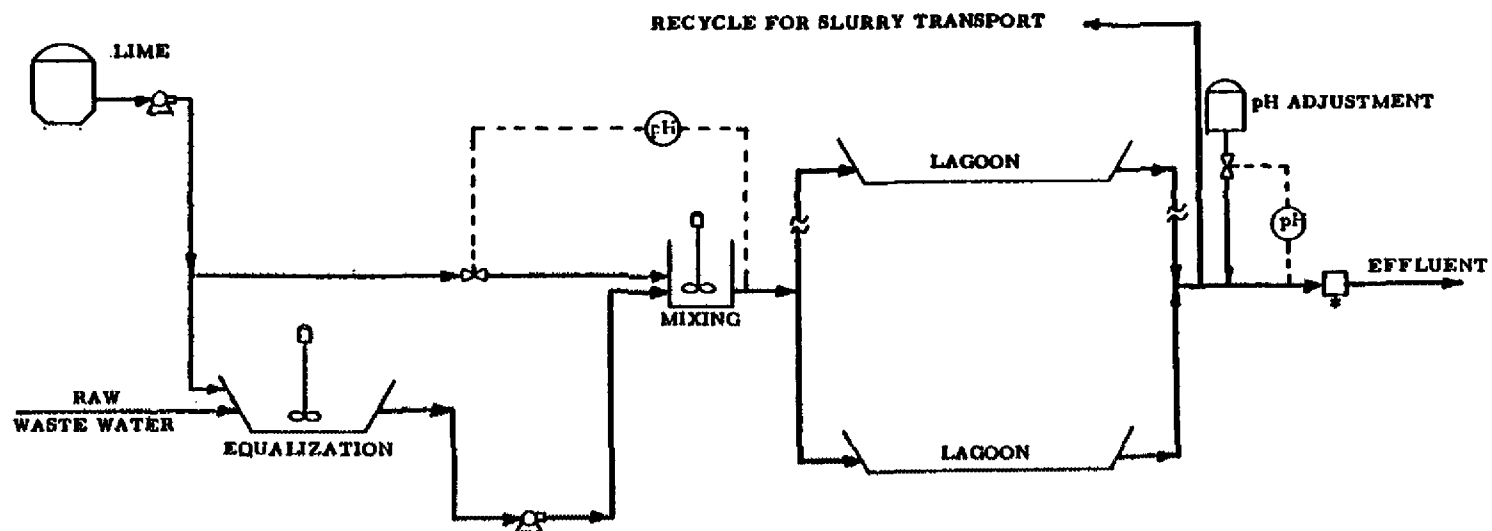 RECYCLE FOR SLURRY TRANSPORT
LIME
pH ADJUSTMENT
pH
LAGOON
pH
EFFLUENT
MIXING
RAW
WASTE WATER
EQUALIZATION
LAGOON
*